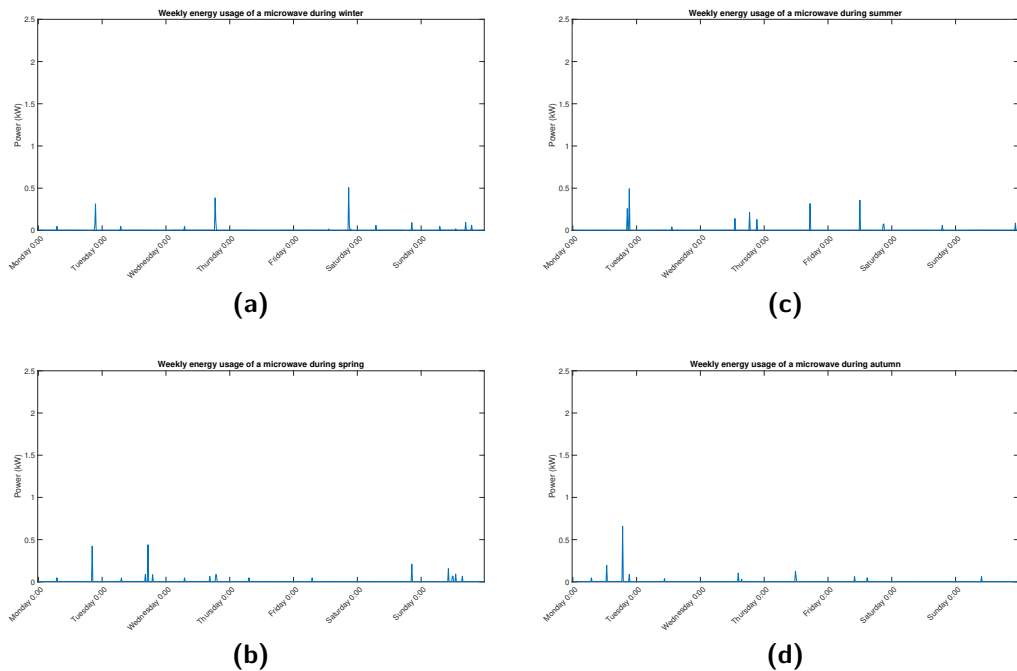 Weekly energy usage of a microwave during winter
2.5
2
1.5
1
0.5
0
Power (kW)
Monday 0:00
Tuesday 0:00
Wednesday 0:00
Thursday 0:00
Friday 0:00
Saturday 0:00
Sunday 0:00
(a)
Weekly energy usage of a microwave during summer
2.5
2
1.5
1
0.5
0
Power (kW)
Monday 0:00
Tuesday 0:00
Wednesday 0:00
Thursday 0:00
Friday 0:00
Saturday 0:00
Sunday 0:00
(c)
Weekly energy usage of a microwave during spring
2.5
2
1.5
1
0.5
0
Power (kW)
Monday 0:00
Tuesday 0:00
Wednesday 0:00
Thursday 0:00
Friday 0:00
Saturday 0:00
Sunday 0:00
(b)
Weekly energy usage of a microwave during autumn
2.5
2
1.5
1
0.5
0
Power (kW)
Monday 0:00
Tuesday 0:00
Wednesday 0:00
Thursday 0:00
Friday 0:00
Saturday 0:00
Sunday 0:00
(d)